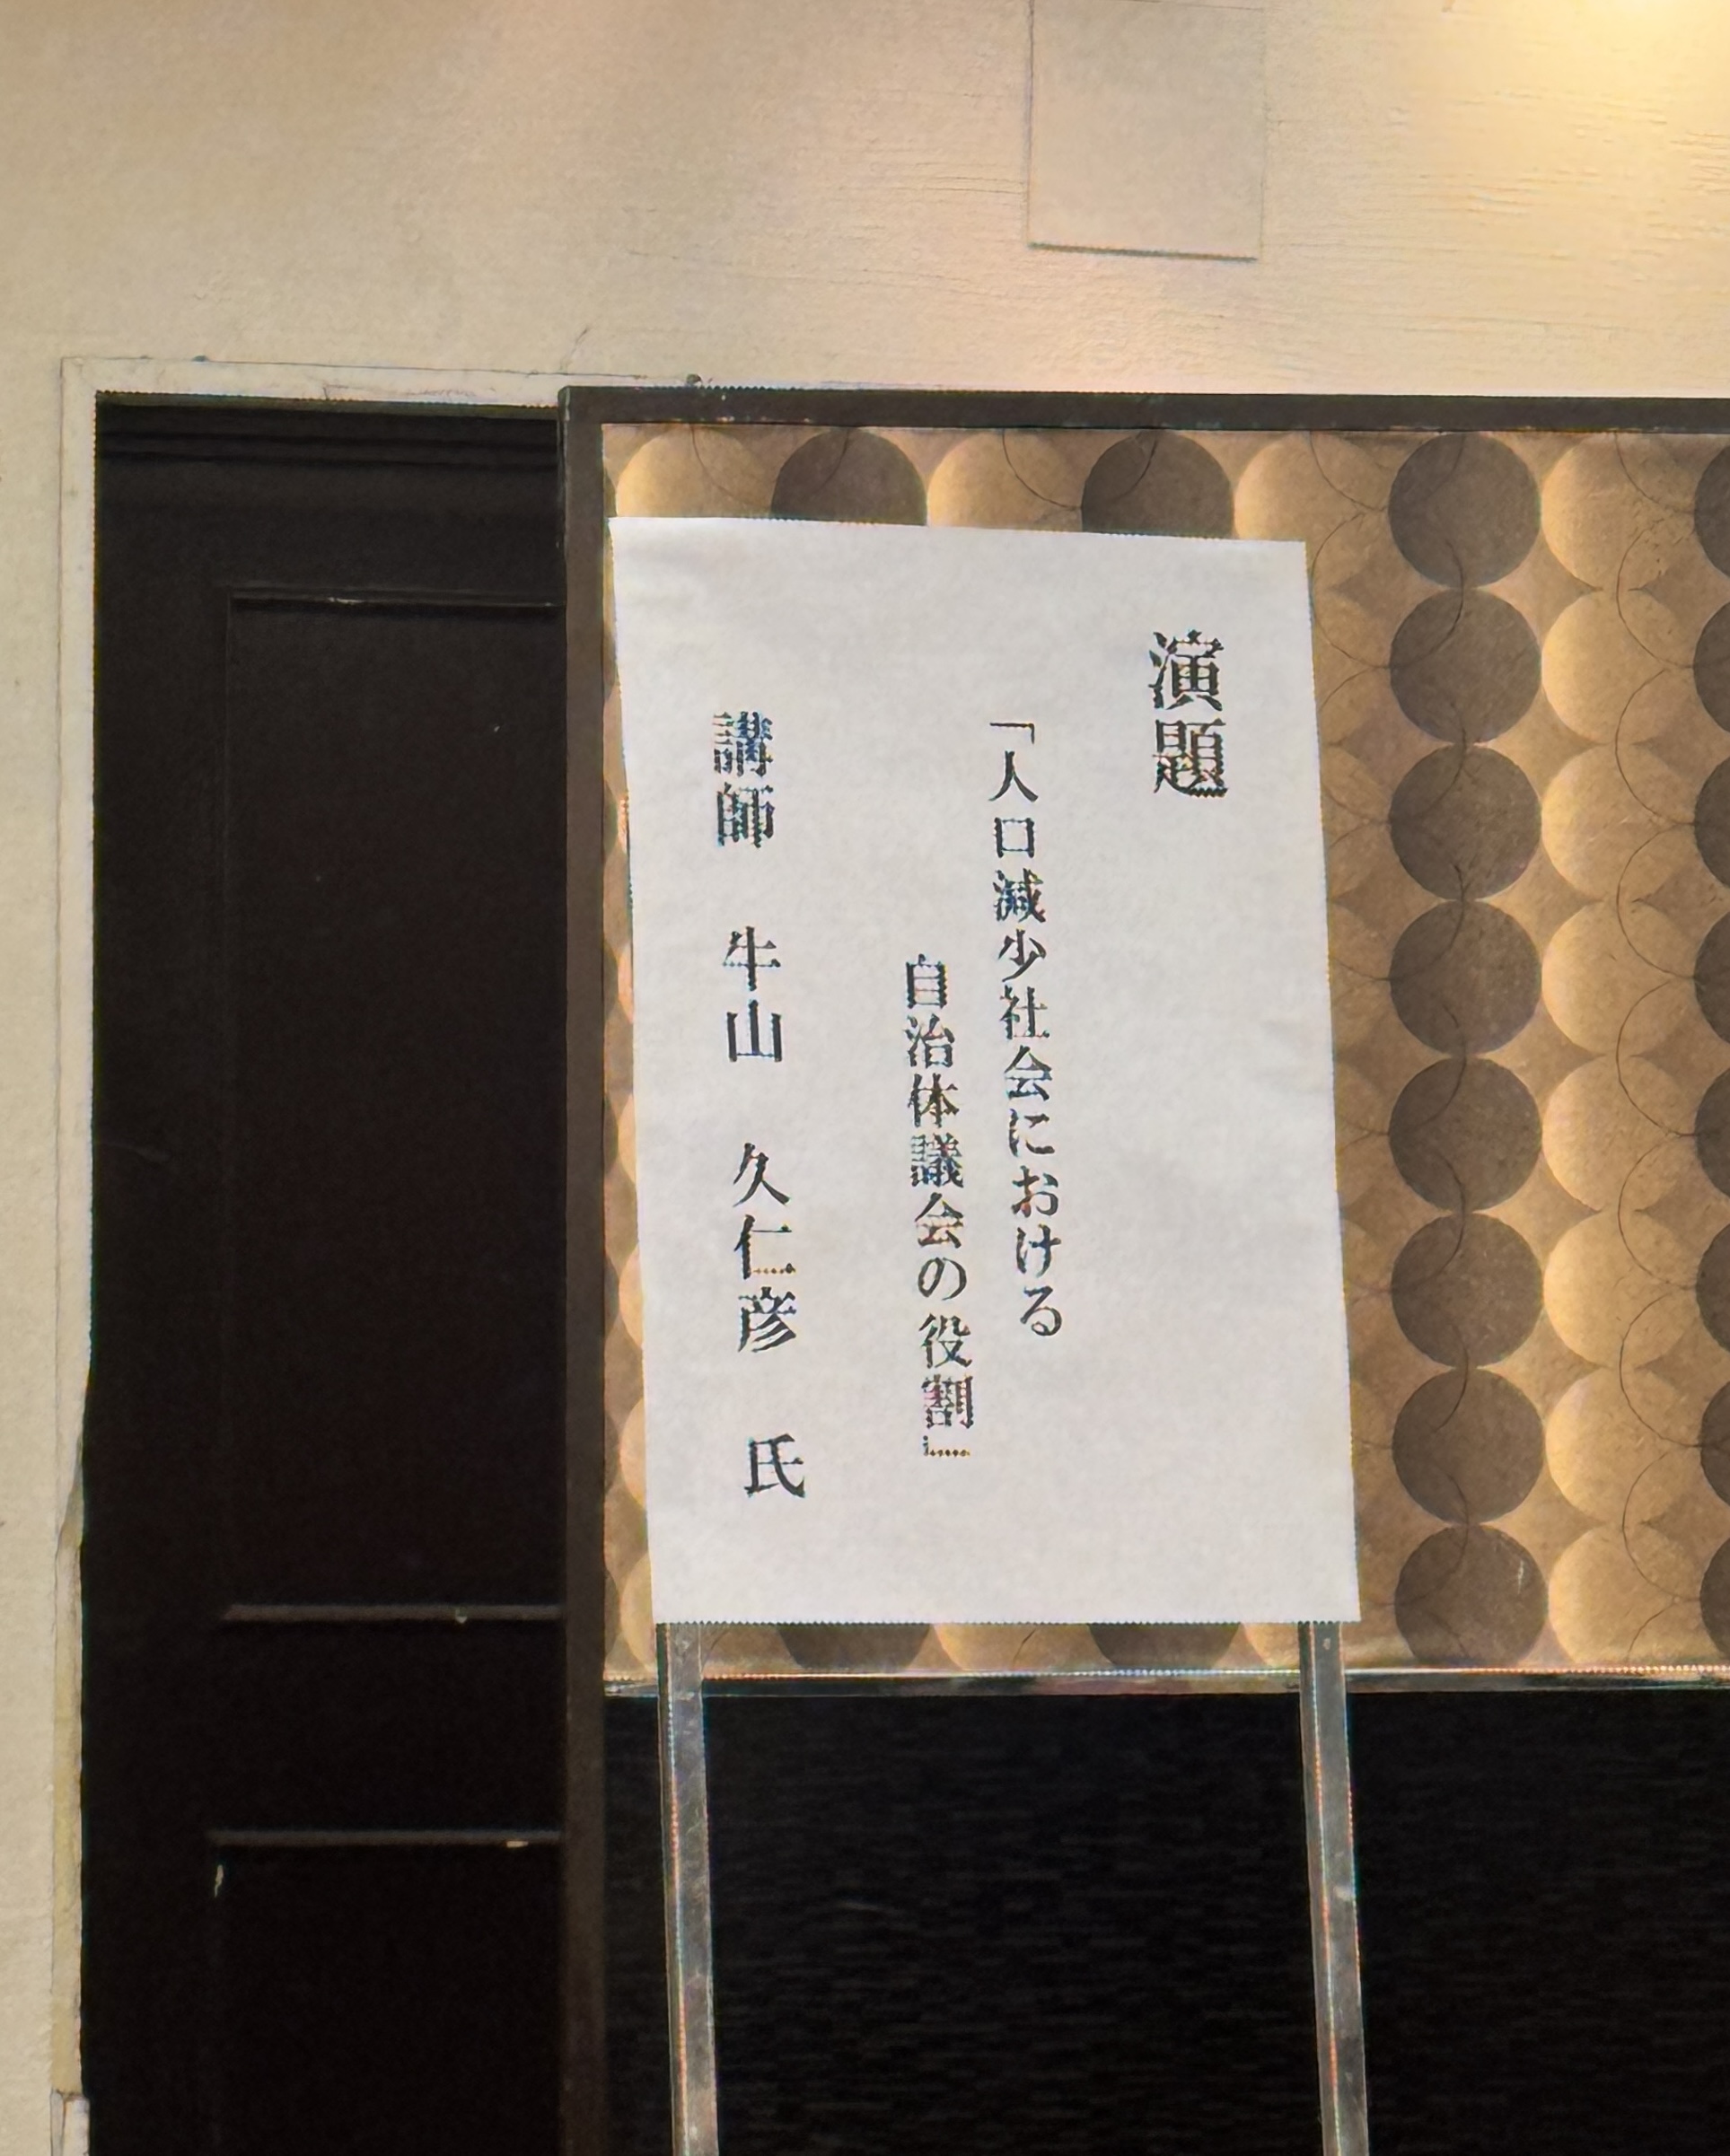 演題
「人口減少社会における
自治体議会の役割」
講師　牛山　久仁彦　氏